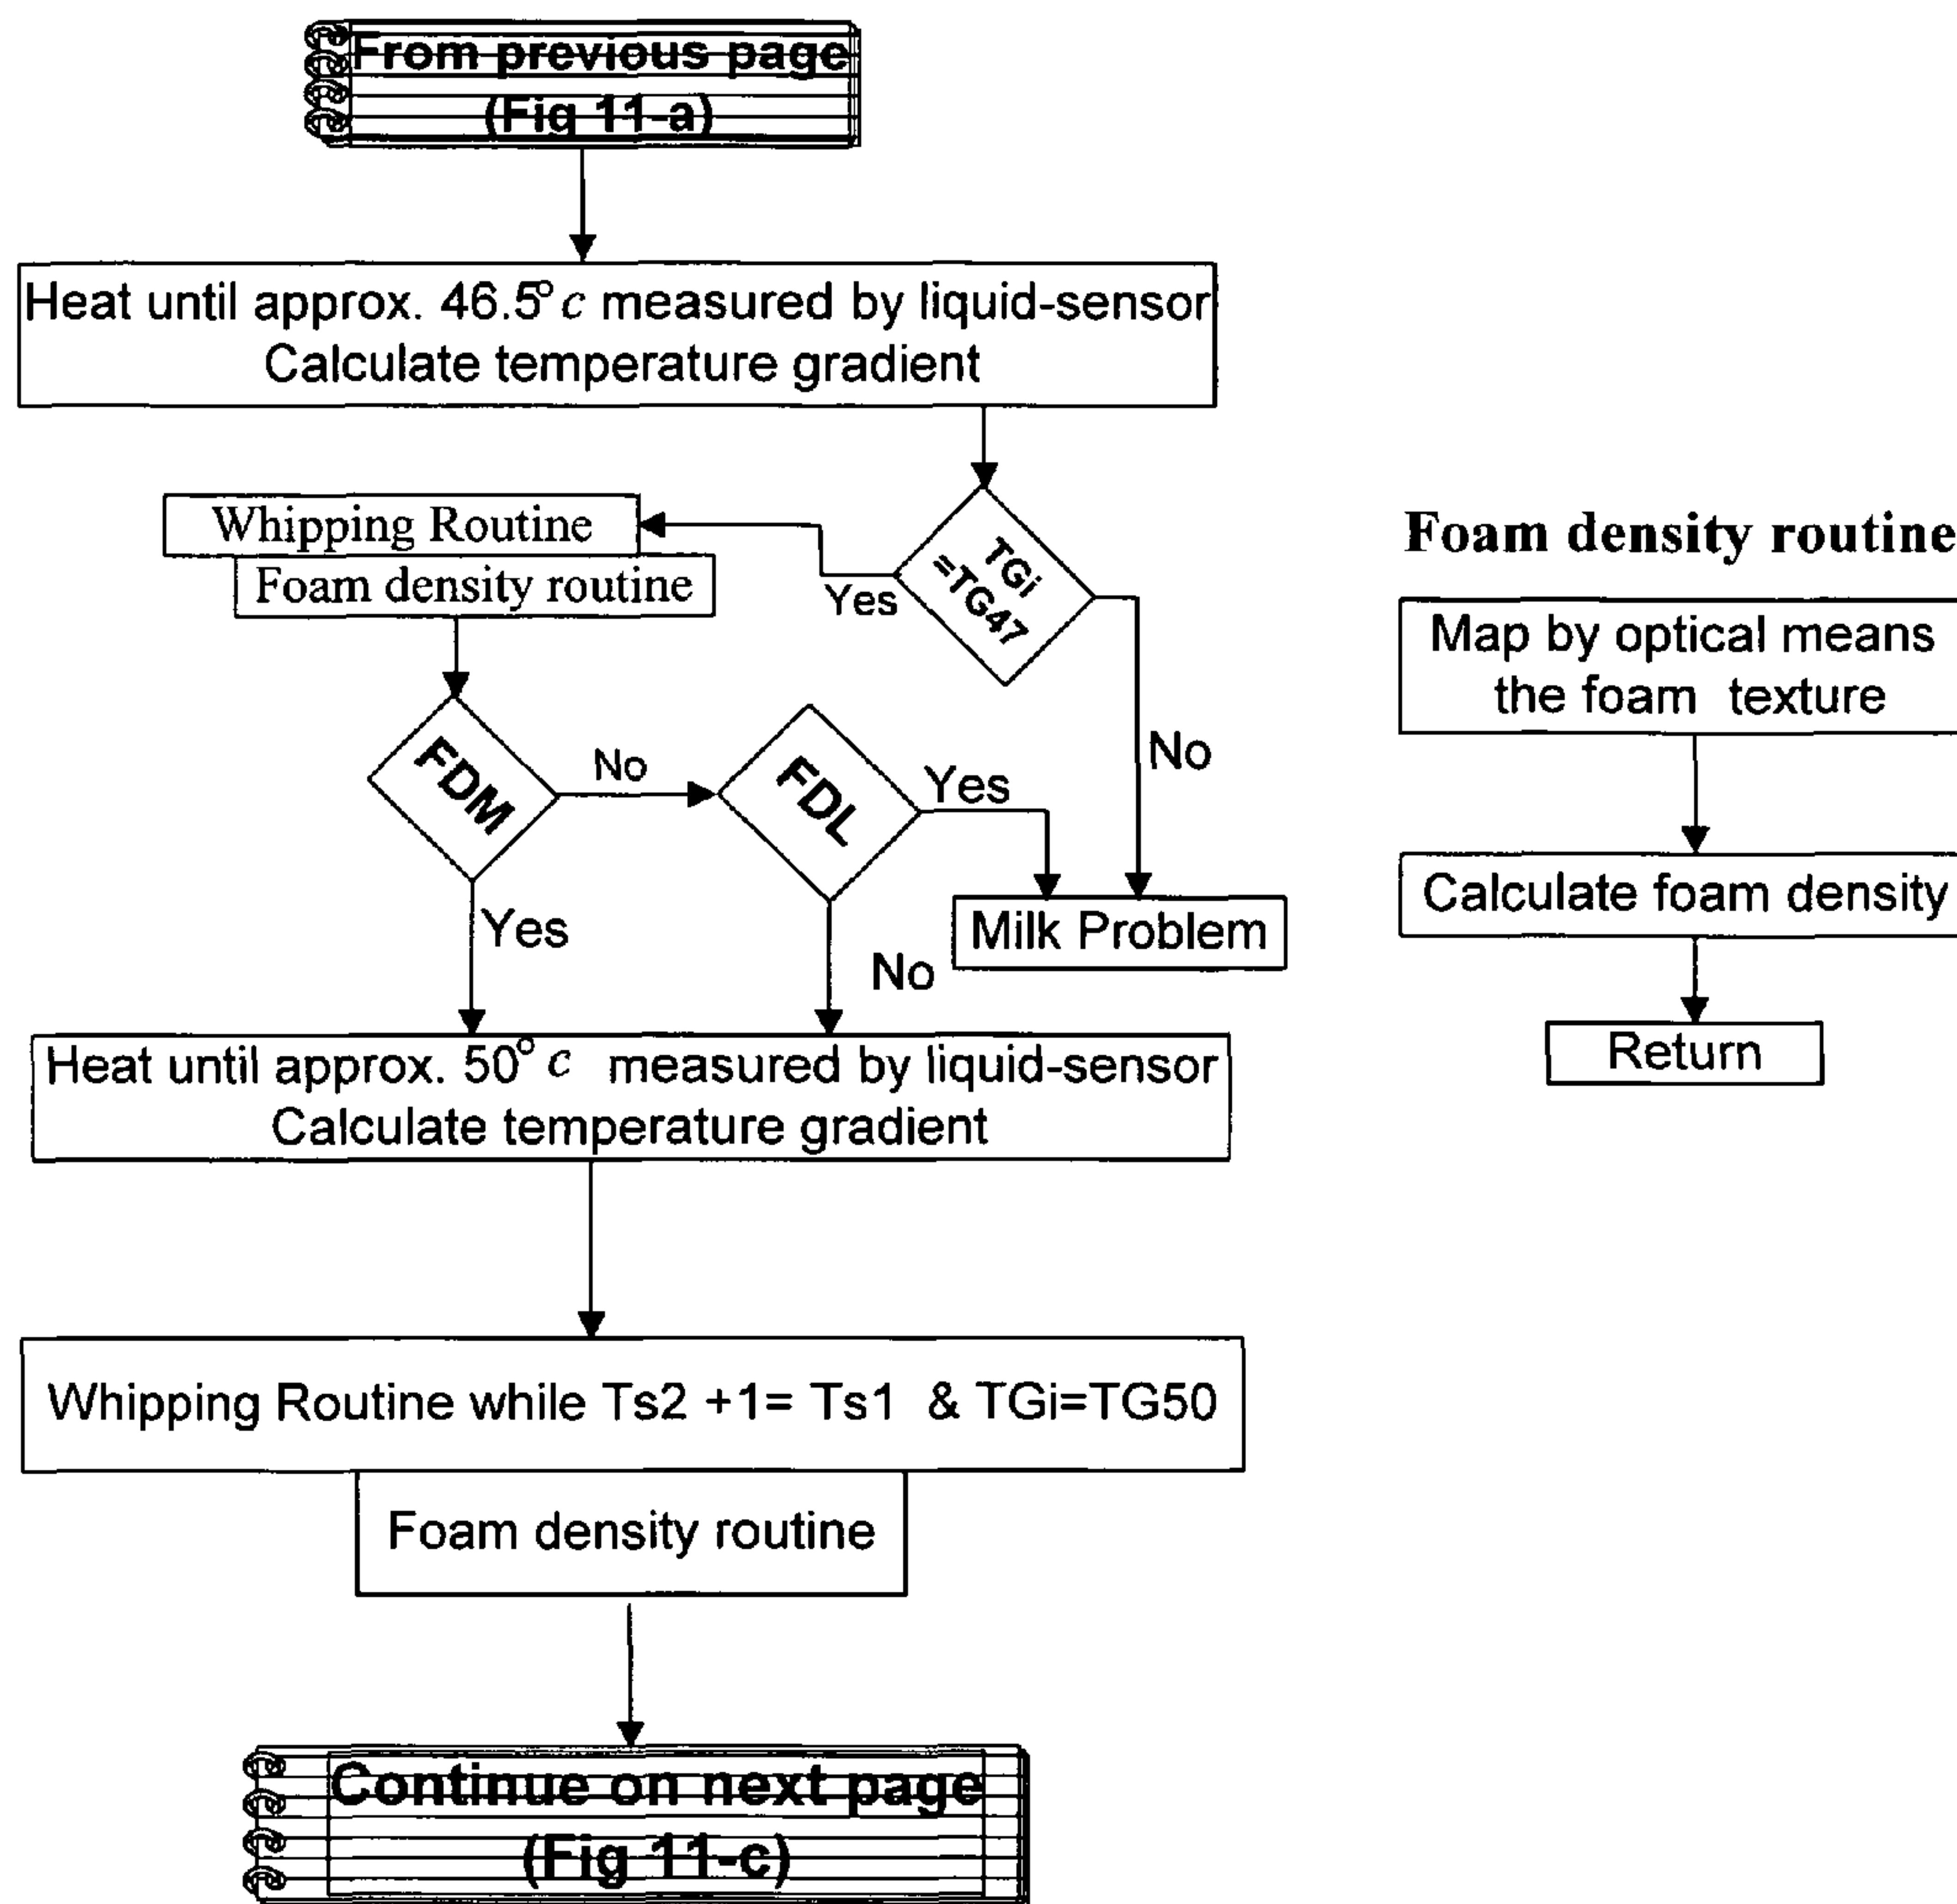 From previous page
(Fig 11-a)
Heat until approx. 46.5° c measured by liquid-sensor
Calculate temperature gradient
Whipping Routine
Foam density routine
TGi
=TG47
Yes
No
FDM
No
FDL
Yes
Milk Problem
Yes
No
Heat until approx. 50° c measured by liquid-sensor
Calculate temperature gradient
Whipping Routine while Ts2 +1= Ts1 & TGi=TG50
Foam density routine
Continue on next page
(Fig 11-c)
Foam density routine
Map by optical means
the foam texture
Calculate foam density
Return